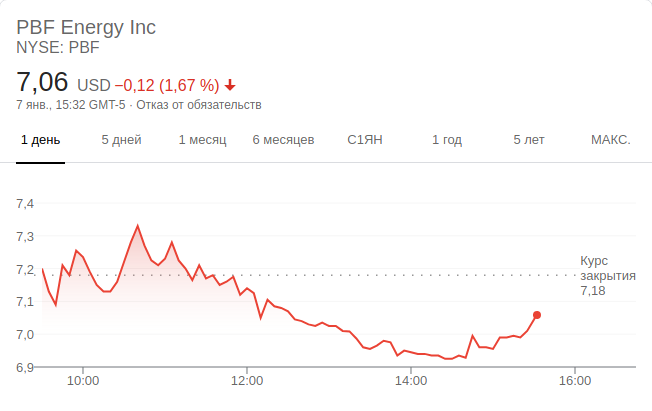 PBF Energy Inc
NYSE: PBF
7,06 USD −0,12 (1,67 %)
7 янв., 15:32 GMT-5 · Отказ от обязательств
1 день 5 дней 1 месяц 6 месяцев С1ЯН 1 год 5 лет МАКС.
7,4
7,3
7,2
7,1
7,0
6,9
Курс
закрытия
7,18
10:00 12:00 14:00 16:00